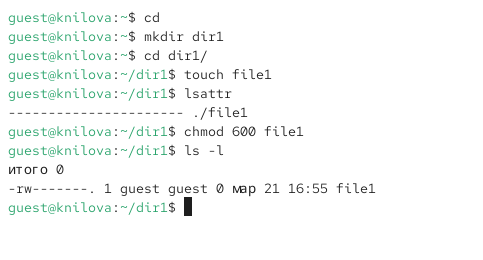 guest@knilova:~$ cd
guest@knilova:~$ mkdir dir1
guest@knilova:~$ cd dir1/
guest@knilova:~/dir1$ touch file1
guest@knilova:~/dir1$ lsattr
---------------------- ./file1
guest@knilova:~/dir1$ chmod 600 file1
guest@knilova:~/dir1$ ls -l
итого 0
-rw-------. 1 guest guest 0 мар 21 16:55 file1
guest@knilova:~/dir1$